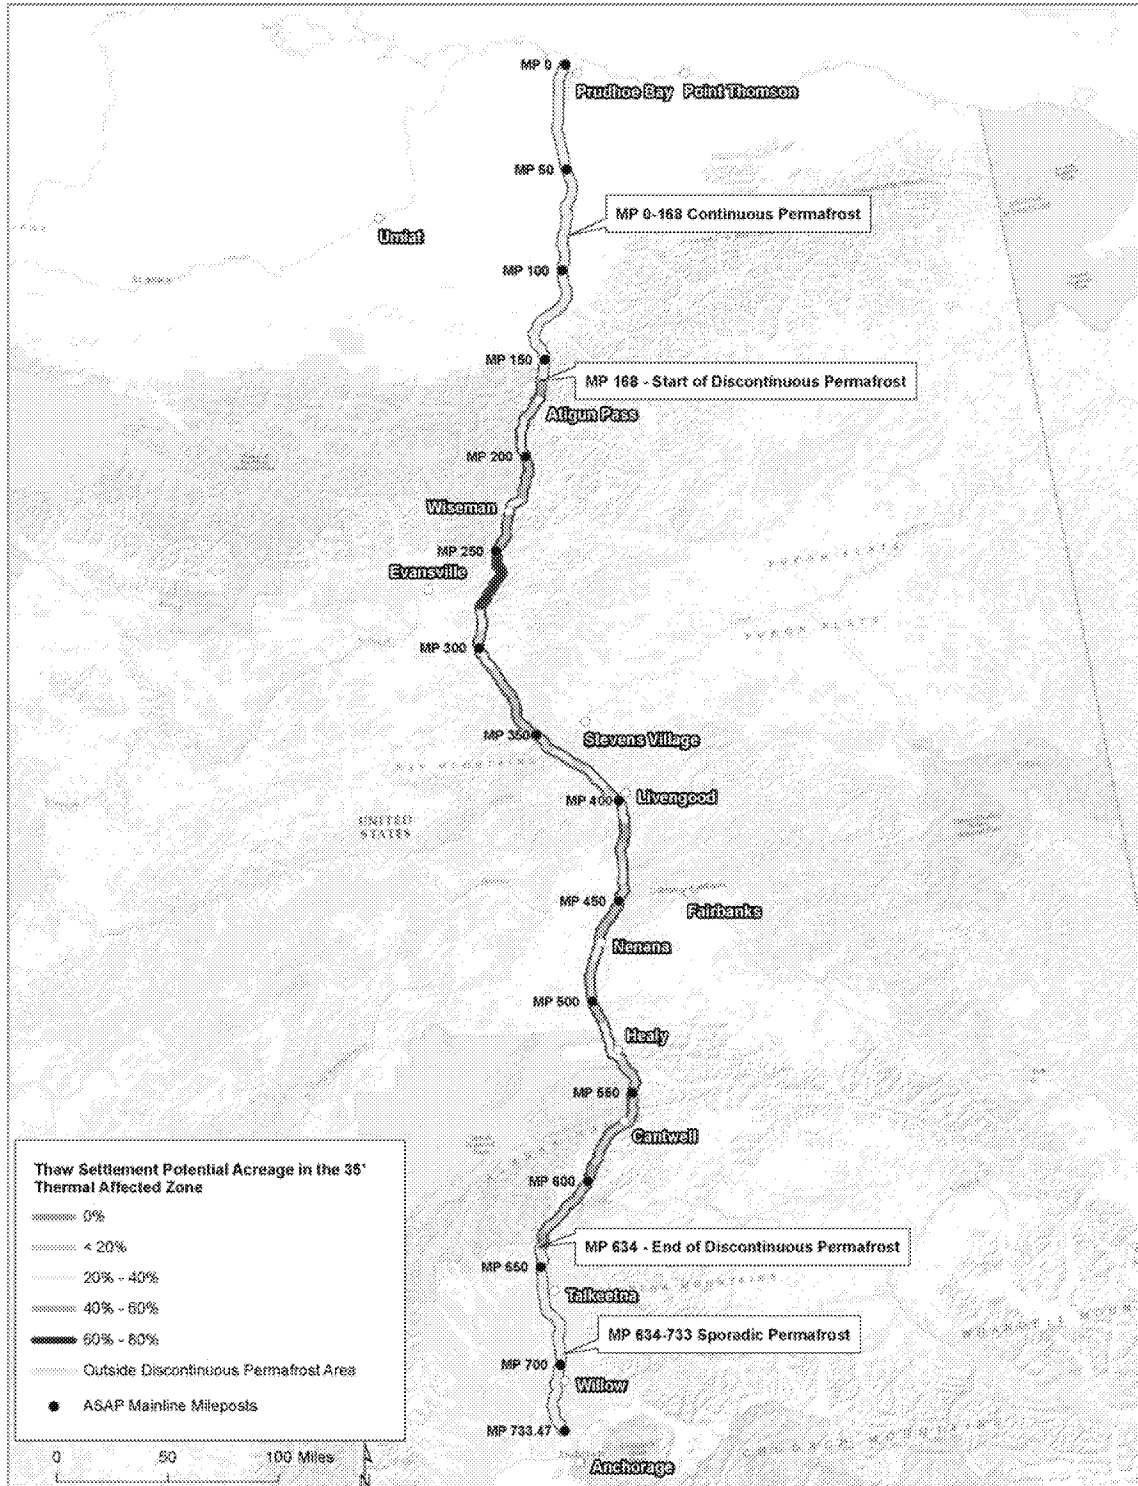 MP 0
Prudhoe Bay
Point Thomson
MP 50
MP 0-168 Continuous Permafrost
Umiat
MP 100
MP 150
MP 168 - Start of Discontinuous Permafrost
Atigun Pass
MP 200
Wiseman
MP 250
Evansville
MP 300
MP 350
Stevens Village
MP 400
Livengood
UNITED
STATES
MP 450
Fairbanks
Nenana
MP 500
Healy
MP 550
Cantwell
MP 600
MP 634 - End of Discontinuous Permafrost
MP 650
Talkeetna
MP 634-733 Sporadic Permafrost
MP 700
Willow
MP 733.47
Anchorage
Thaw Settlement Potential Acreage in the 35'
Thermal Affected Zone
0%
< 20%
20% - 40%
40% - 60%
60% - 80%
Outside Discontinuous Permafrost Area
ASAP Mainline Mileposts
0 50 100 Miles
N